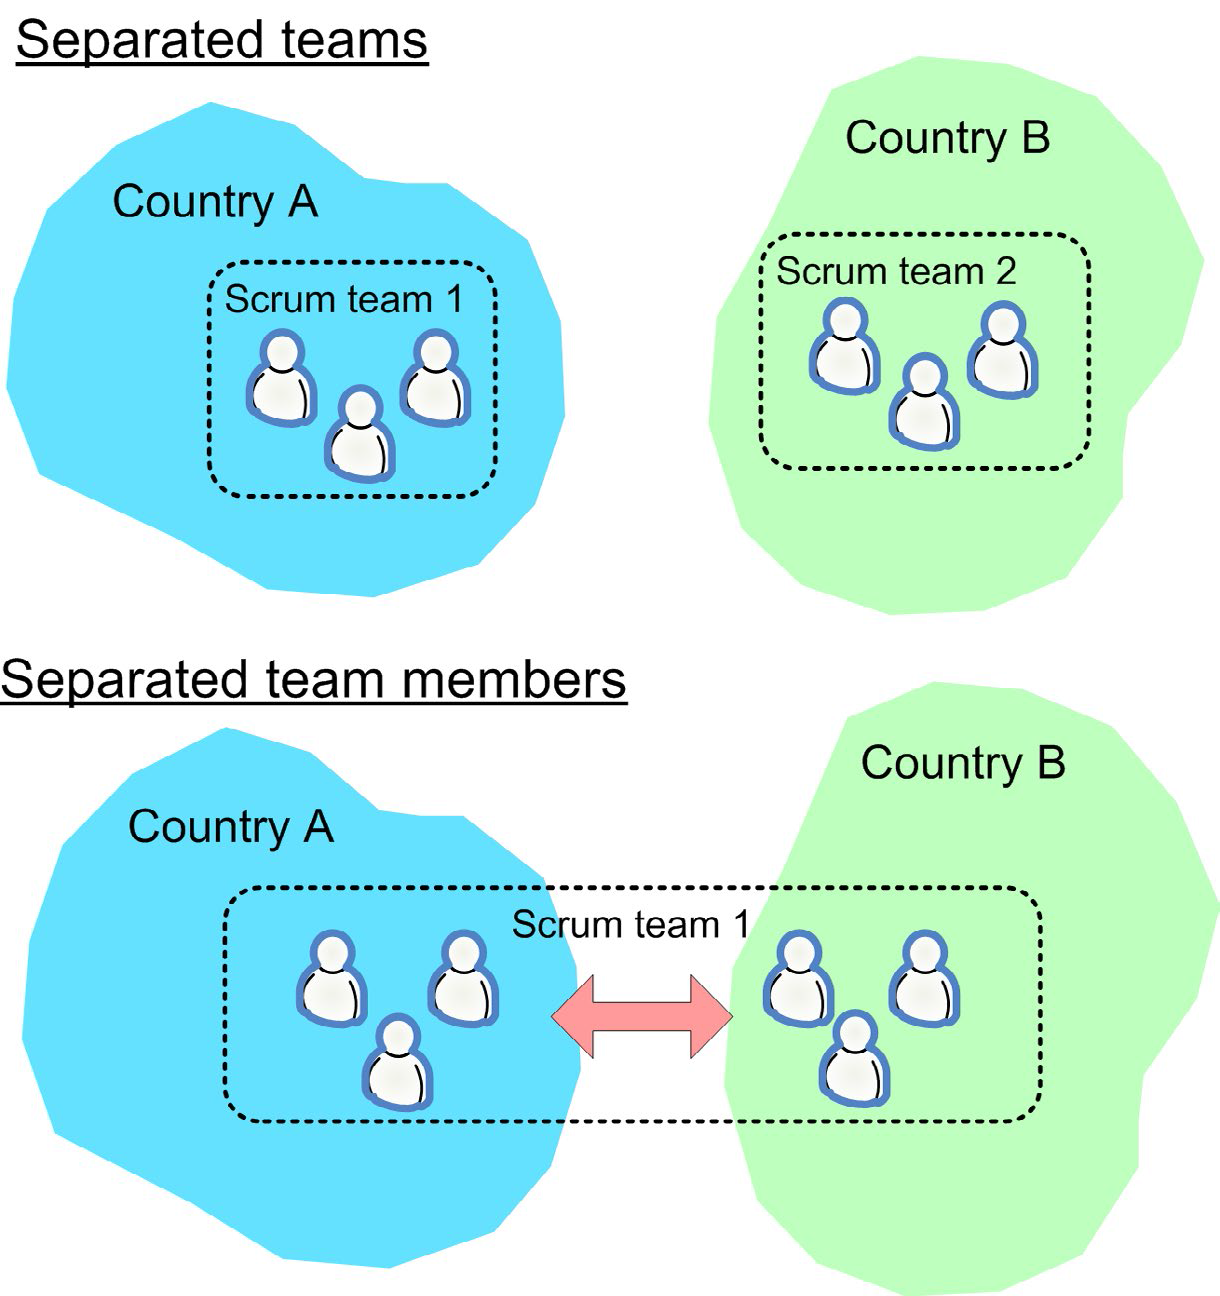 Separated teams
Country A
Country B
Scrum team 1
Scrum team 2
Separated team members
Country A
Country B
Scrum team 1